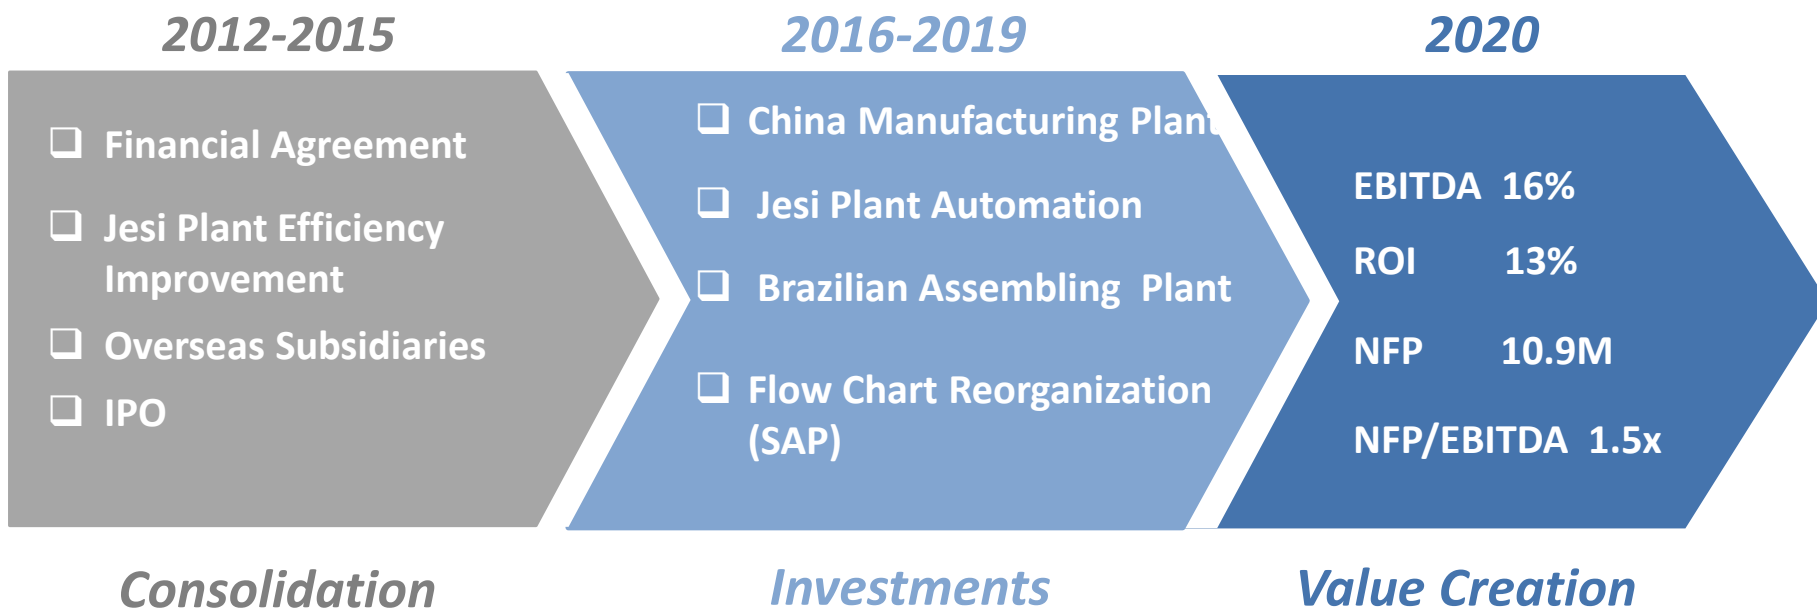 2012-2015
❑ Financial Agreement
❑ Jesi Plant Efficiency
Improvement
❑ Overseas Subsidiaries
❑ IPO
Consolidation
2016-2019
❑ China Manufacturing Plant
❑ Jesi Plant Automation
❑ Brazilian Assembling Plant
❑ Flow Chart Reorganization
(SAP)
Investments
2020
EBITDA 16%
ROI 13%
NFP 10.9M
NFP/EBITDA 1.5x
Value Creation